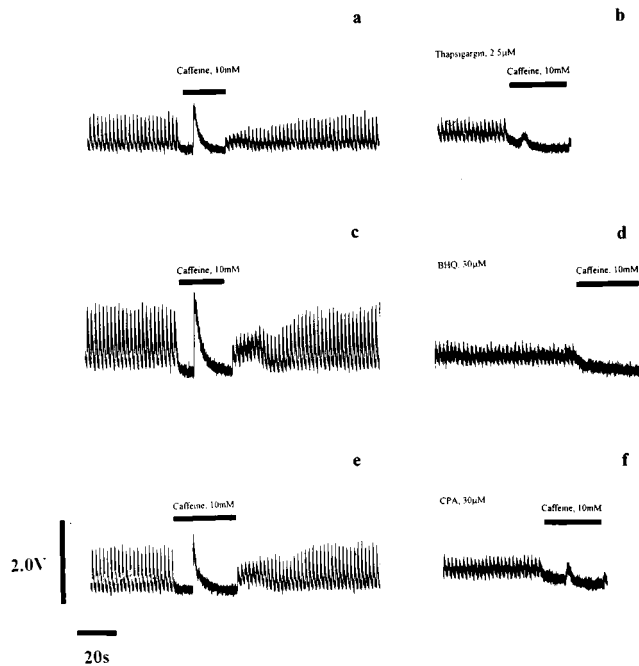 a
Caffeine, 10mM
b
Thapsigargin, 2.5µM
Caffeine, 10mM
c
Caffeine, 10mM
d
BHQ, 30µM
Caffeine, 10mM
e
Caffeine, 10mM
f
CPA, 30µM
Caffeine, 10mM
2.0V
20s